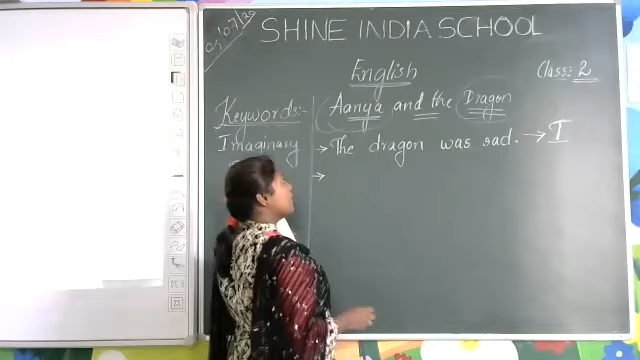 SHINE INDIA SCHOOL
English
Class: 2
Keywords:-
Aanya and the Dragon
Imaginary
→ The dragon was sad. → I
→